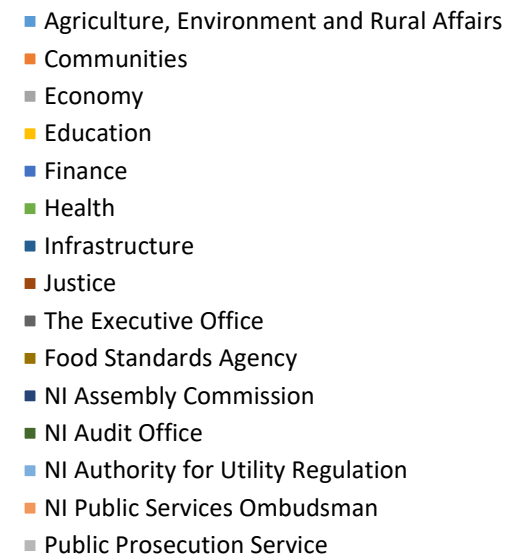 Agriculture, Environment and Rural Affairs
Communities
Economy
Education
Finance
Health
Infrastructure
Justice
The Executive Office
Food Standards Agency
NI Assembly Commission
NI Audit Office
NI Authority for Utility Regulation
NI Public Services Ombudsman
Public Prosecution Service